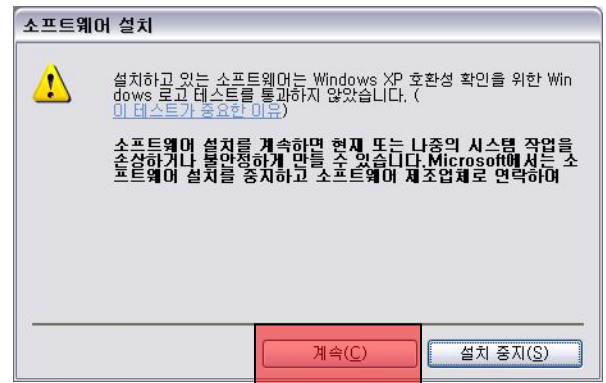 소프트웨어 설치
설치하고 있는 소프트웨어는 Windows XP 호환성 확인을 위한 Win
dows 로고 테스트를 통과하지 않았습니다. (
이 테스트가 중요한 이유)
소프트웨어 설치를 계속하면 현재 또는 나중의 시스템 작업을
손상하거나 불안정하게 만들 수 있습니다.Microsoft에서는 소
프트웨어 설치를 중지하고 소프트웨어 제조업체로 연락하여
계속(C) 설치 중지(S)